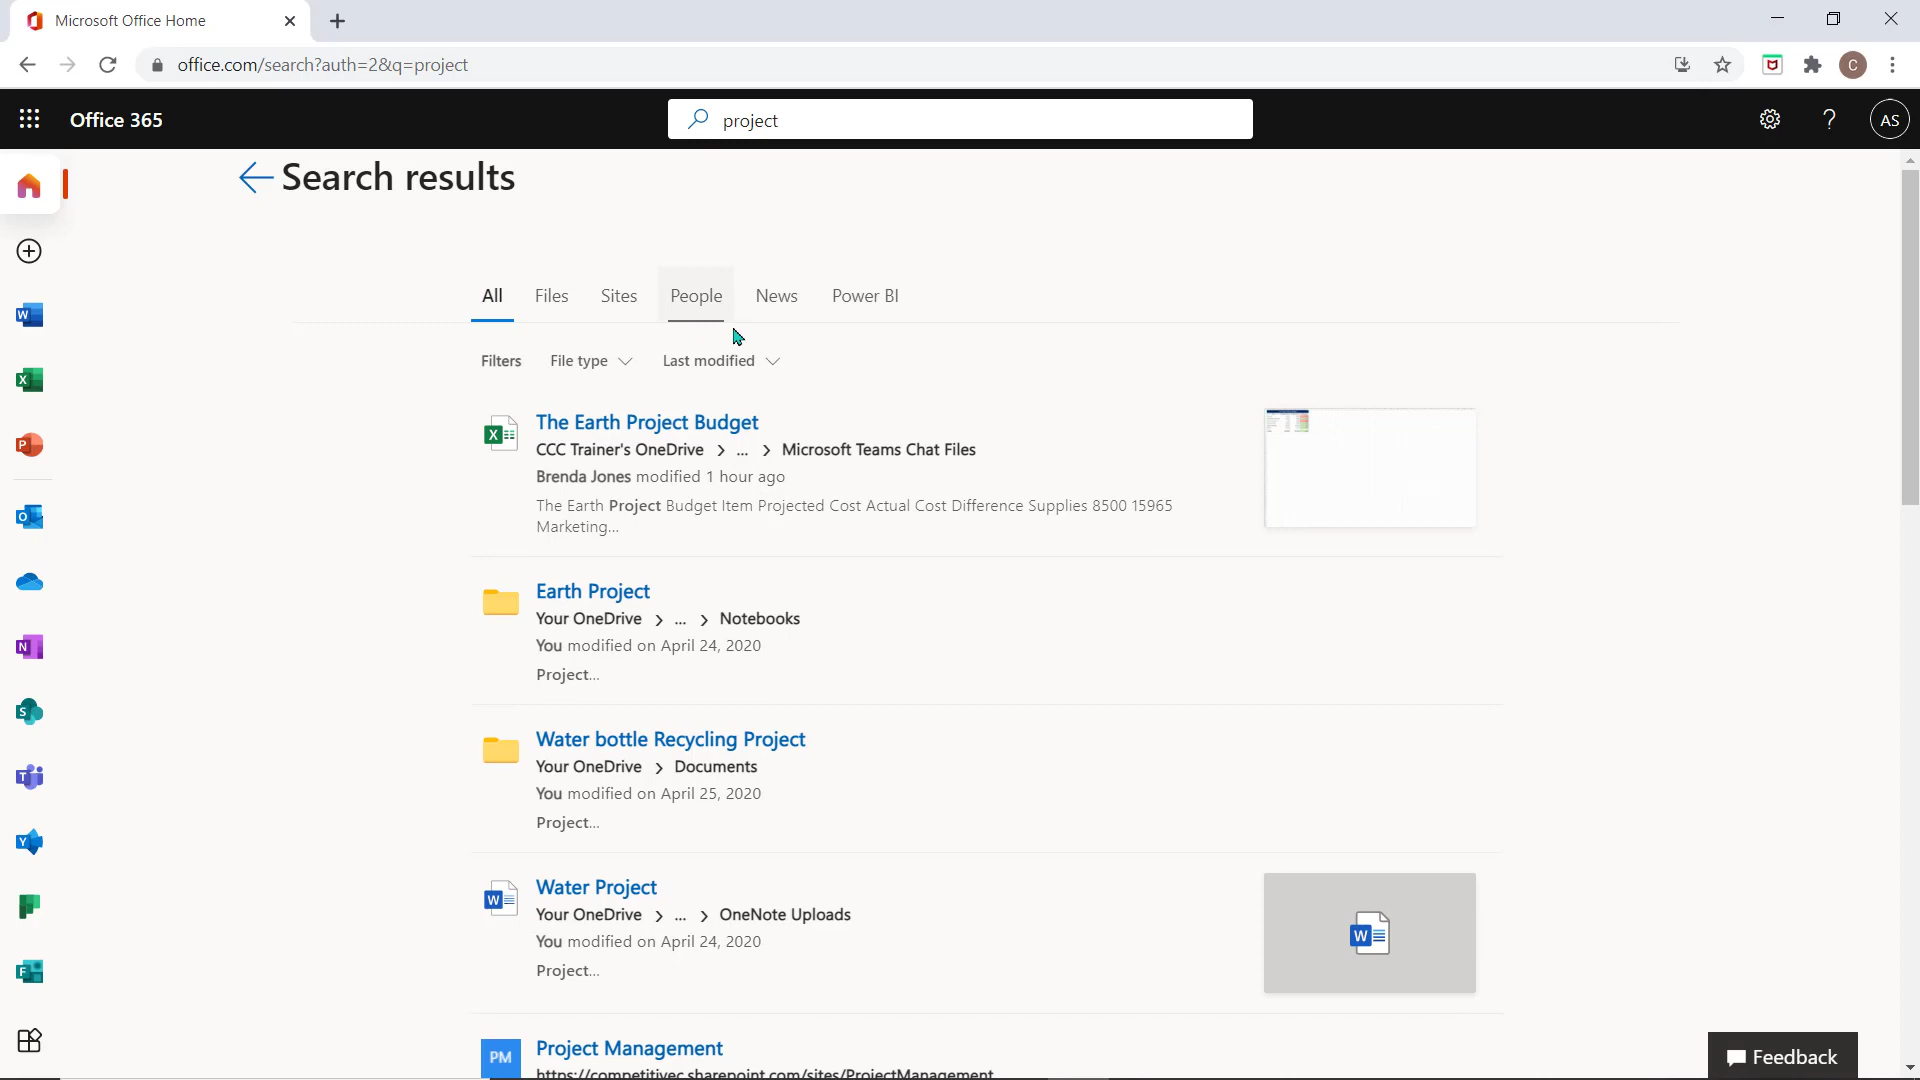 Microsoft Office Home
office.com/search?auth=2&q=project
C
Office 365
project
?
AS
Search results
All Files Sites People News Power BI
Filters File type Last modified
The Earth Project Budget
CCC Trainer's OneDrive > ... > Microsoft Teams Chat Files
Brenda Jones modified 1 hour ago
The Earth Project Budget Item Projected Cost Actual Cost Difference Supplies 8500 15965
Marketing...
Earth Project
Your OneDrive > ... > Notebooks
You modified on April 24, 2020
Project...
Water bottle Recycling Project
Your OneDrive > Documents
You modified on April 25, 2020
Project...
Water Project
Your OneDrive > ... > OneNote Uploads
You modified on April 24, 2020
Project...
PM Project Management
https://competitivec.sharepoint.com/sites/ProjectManagement
Feedback